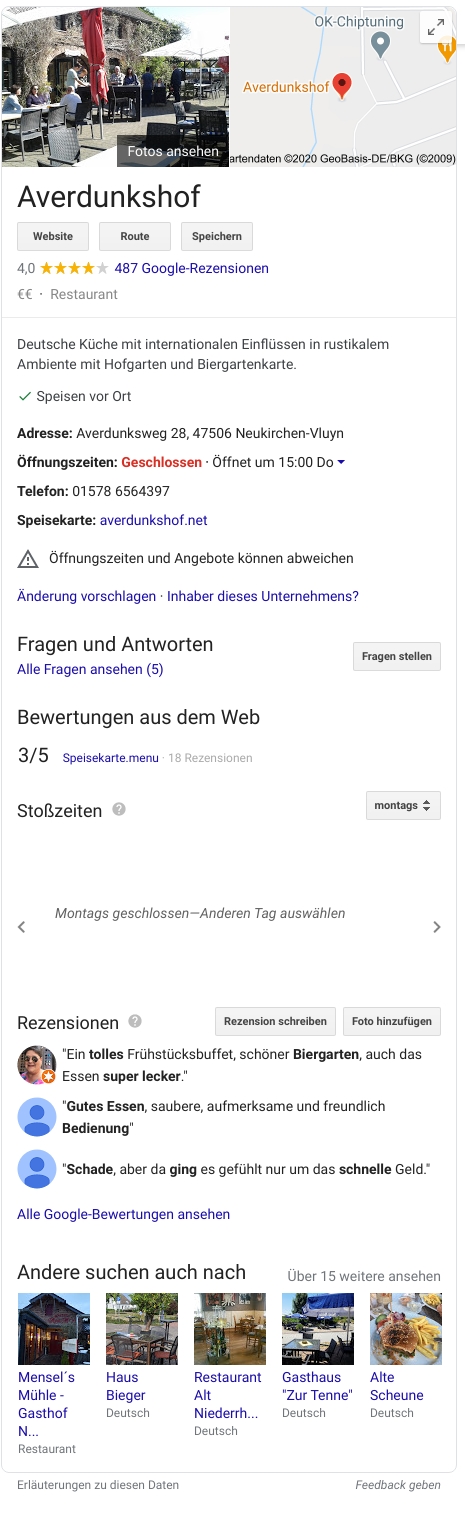 OK-Chiptuning
Averdunkshof
Fotos ansehen
artendaten ©2020 GeoBasis-DE/BKG (©2009)
Averdunkshof
Website
Route
Speichern
4,0 ★★★★★ 487 Google-Rezensionen
€€ · Restaurant
Deutsche Küche mit internationalen Einflüssen in rustikalem
Ambiente mit Hofgarten und Biergartenkarte.
✓ Speisen vor Ort
Adresse: Averdunksweg 28, 47506 Neukirchen-Vluyn
Öffnungszeiten: Geschlossen · Öffnet um 15:00 Do
Telefon: 01578 6564397
Speisekarte: averdunkshof.net
Öffnungszeiten und Angebote können abweichen
Änderung vorschlagen · Inhaber dieses Unternehmens?
Fragen und Antworten
Alle Fragen ansehen (5)
Fragen stellen
Bewertungen aus dem Web
3/5 Speisekarte.menu · 18 Rezensionen
Stoßzeiten
montags
Montags geschlossen—Anderen Tag auswählen
Rezensionen
Rezension schreiben
Foto hinzufügen
"Ein tolles Frühstücksbuffet, schöner Biergarten, auch das
Essen super lecker."
"Gutes Essen, saubere, aufmerksame und freundlich
Bedienung"
"Schade, aber da ging es gefühlt nur um das schnelle Geld."
Alle Google-Bewertungen ansehen
Andere suchen auch nach
Über 15 weitere ansehen
Mensel´s
Mühle -
Gasthof
N...
Restaurant
Haus
Bieger
Deutsch
Restaurant
Alt
Niederrh...
Deutsch
Gasthaus
"Zur Tenne"
Deutsch
Alte
Scheune
Deutsch
Erläuterungen zu diesen Daten
Feedback geben